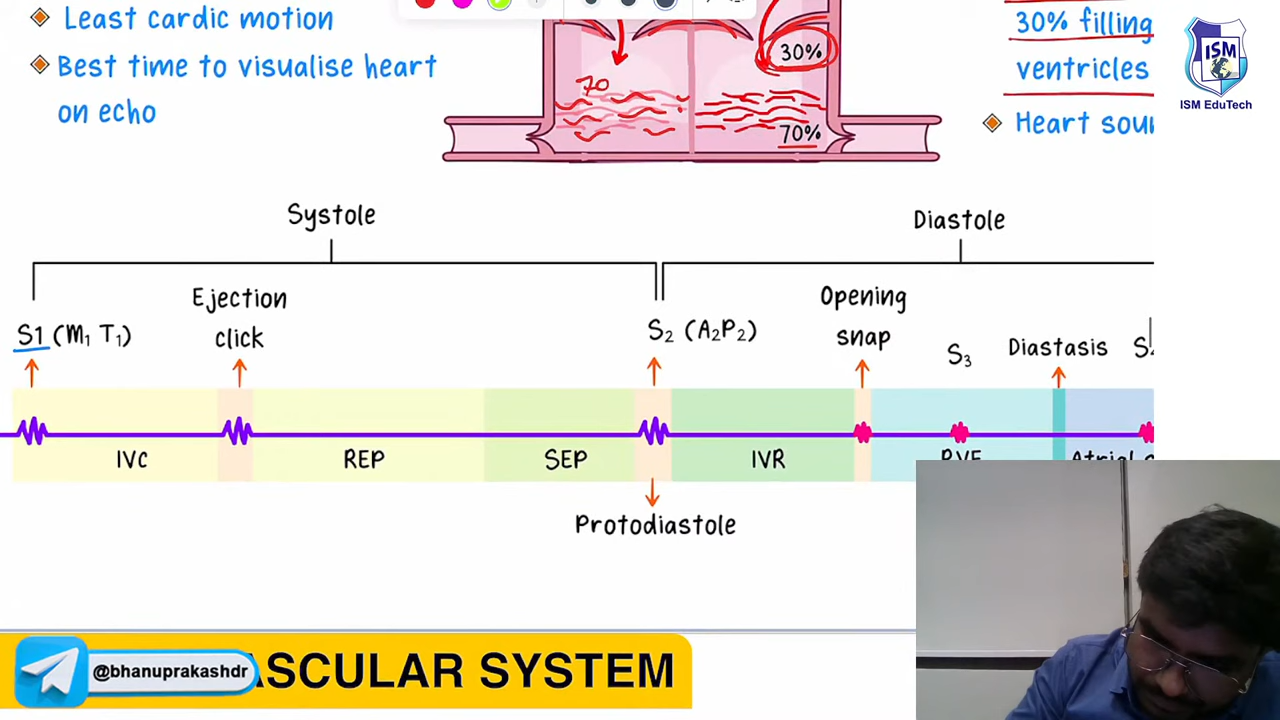 Least cardic motion
Best time to visualise heart
on echo
30%
70
70%
30% filling
ventricles
ISM
ISM EduTech
Systole
Diastole
Ejection
click
Opening
snap
S1 (M₁ T₁)
S₂ (A₂P₂)
S₃
Diastasis
IVC
REP
SEP
IVR
Protodiastole
@bhanuprakashdr
ASCULAR SYSTEM